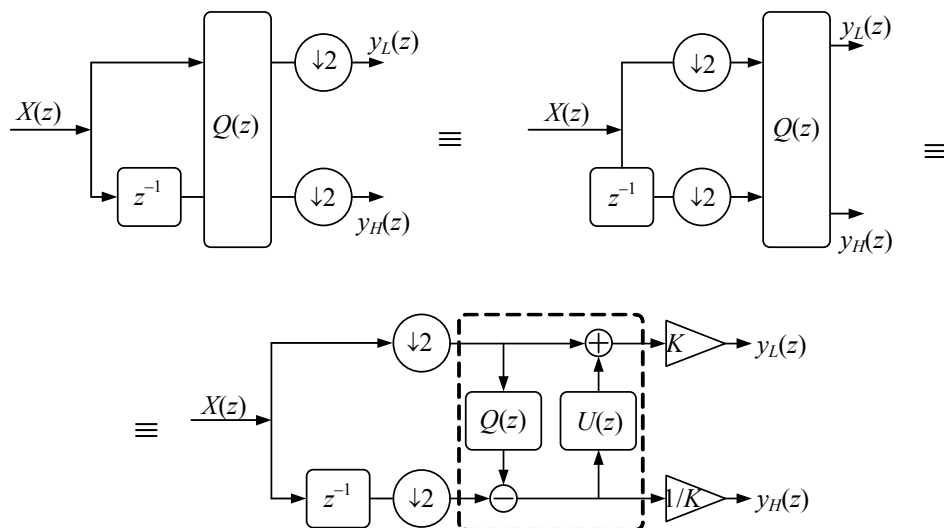 ↓2
y_L(z)
X(z)
Q(z)
z⁻¹
↓2
y_H(z)
≡
↓2
y_L(z)
X(z)
Q(z)
z⁻¹
↓2
y_H(z)
≡
≡
X(z)
↓2
+
K
y_L(z)
Q(z)
U(z)
z⁻¹
↓2
−
1/K
y_H(z)